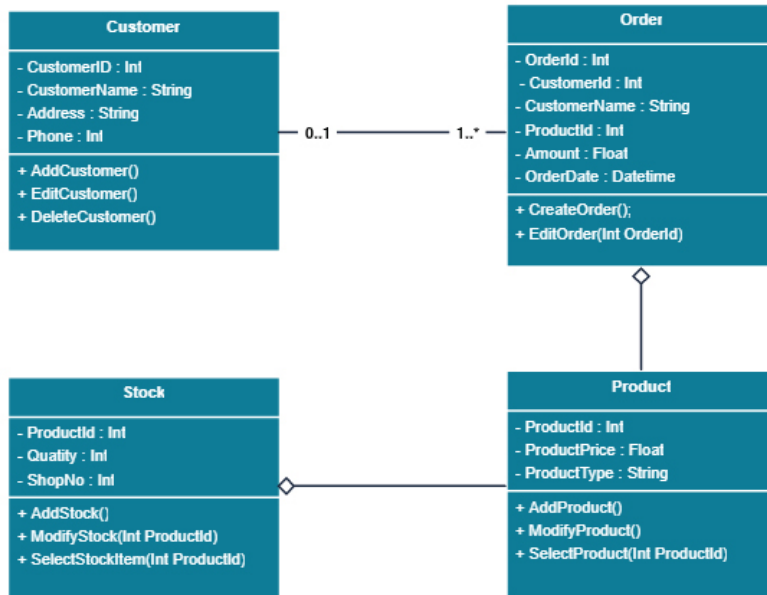 Customer
- CustomerID : Int
- CustomerName : String
- Address : String
- Phone : Int
+ AddCustomer()
+ EditCustomer()
+ DeleteCustomer()
0..1
1..*
Order
- OrderId : Int
- CustomerId : Int
- CustomerName : String
- ProductId : Int
- Amount : Float
- OrderDate : Datetime
+ CreateOrder();
+ EditOrder(Int OrderId)
Stock
- ProductId : Int
- Quatity : Int
- ShopNo : Int
+ AddStock()
+ ModifyStock(Int ProductId)
+ SelectStockItem(Int ProductId)
Product
- ProductId : Int
- ProductPrice : Float
- ProductType : String
+ AddProduct()
+ ModifyProduct()
+ SelectProduct(Int ProductId)